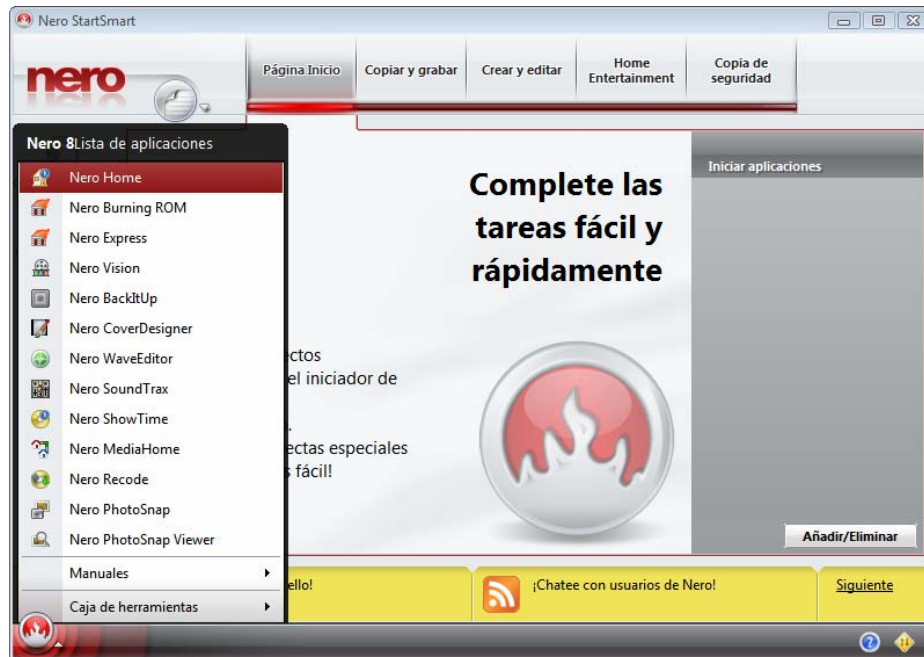 Nero StartSmart
nero
Página Inicio
Copiar y grabar
Crear y editar
Home
Entertainment
Copia de
seguridad
Nero 8Lista de aplicaciones
Nero Home
Nero Burning ROM
Nero Express
Nero Vision
Nero BackItUp
Nero CoverDesigner
Nero WaveEditor
Nero SoundTrax
Nero ShowTime
Nero MediaHome
Nero Recode
Nero PhotoSnap
Nero PhotoSnap Viewer
Manuales
Caja de herramientas
Complete las
tareas fácil y
rápidamente
el iniciador de
especiales
fácil!
Iniciar aplicaciones
Añadir/Eliminar
¡Chatee con usuarios de Nero!
Siguiente